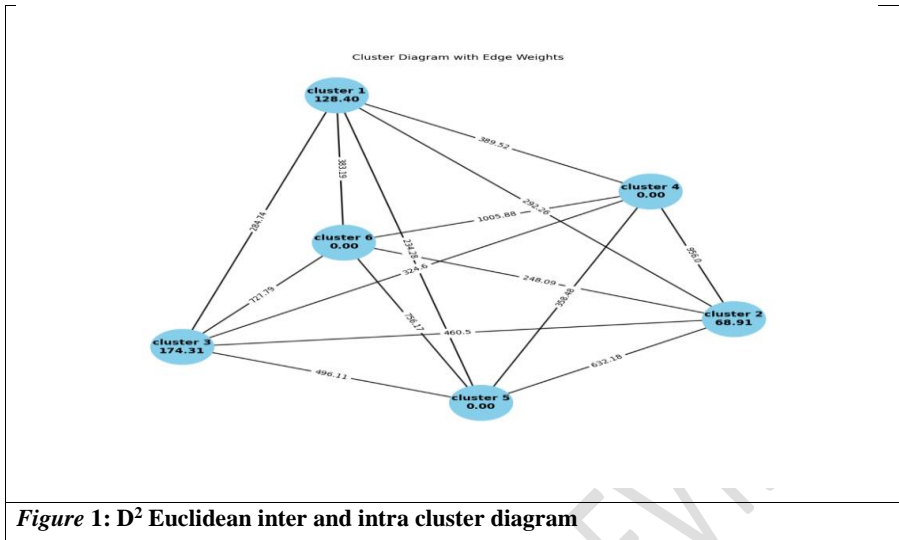 Cluster Diagram with Edge Weights
cluster 1
128.40
389.52
383.19
cluster 4
0.00
292.26
284.74
1005.88
cluster 6
0.00
234.28
956.0
324.6
248.09
727.79
358.48
cluster 2
68.91
756.17
460.5
cluster 3
174.31
632.18
496.11
cluster 5
0.00
Figure 1: D² Euclidean inter and intra cluster diagram